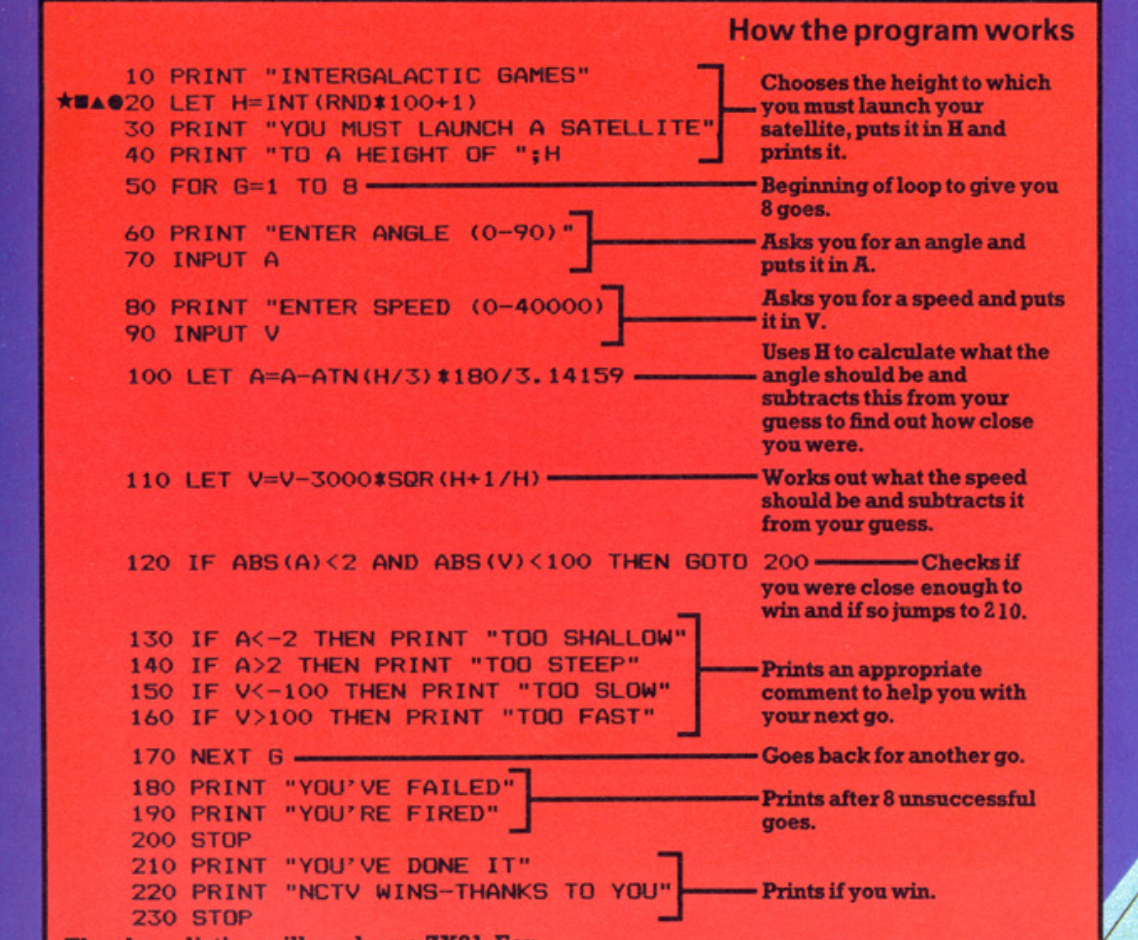 How the program works
10 PRINT "INTERGALACTIC GAMES"
★■▲●20 LET H=INT(RND*100+1)
30 PRINT "YOU MUST LAUNCH A SATELLITE"
40 PRINT "TO A HEIGHT OF ";H
Chooses the height to which
you must launch your
satellite, puts it in H and
prints it.
50 FOR G=1 TO 8
Beginning of loop to give you
8 goes.
60 PRINT "ENTER ANGLE (0-90)"
70 INPUT A
Asks you for an angle and
puts it in A.
80 PRINT "ENTER SPEED (0-40000)
90 INPUT V
Asks you for a speed and puts
it in V.
100 LET A=A-ATN(H/3)*180/3.14159
Uses H to calculate what the
angle should be and
subtracts this from your
guess to find out how close
you were.
110 LET V=V-3000*SQR(H+1/H)
Works out what the speed
should be and subtracts it
from your guess.
120 IF ABS(A)<2 AND ABS(V)<100 THEN GOTO 200
Checks if
you were close enough to
win and if so jumps to 210.
130 IF A<-2 THEN PRINT "TOO SHALLOW"
140 IF A>2 THEN PRINT "TOO STEEP"
150 IF V<-100 THEN PRINT "TOO SLOW"
160 IF V>100 THEN PRINT "TOO FAST"
Prints an appropriate
comment to help you with
your next go.
170 NEXT G
Goes back for another go.
180 PRINT "YOU'VE FAILED"
190 PRINT "YOU'RE FIRED"
Prints after 8 unsuccessful
goes.
200 STOP
210 PRINT "YOU'VE DONE IT"
220 PRINT "NCTV WINS-THANKS TO YOU"
230 STOP
Prints if you win.